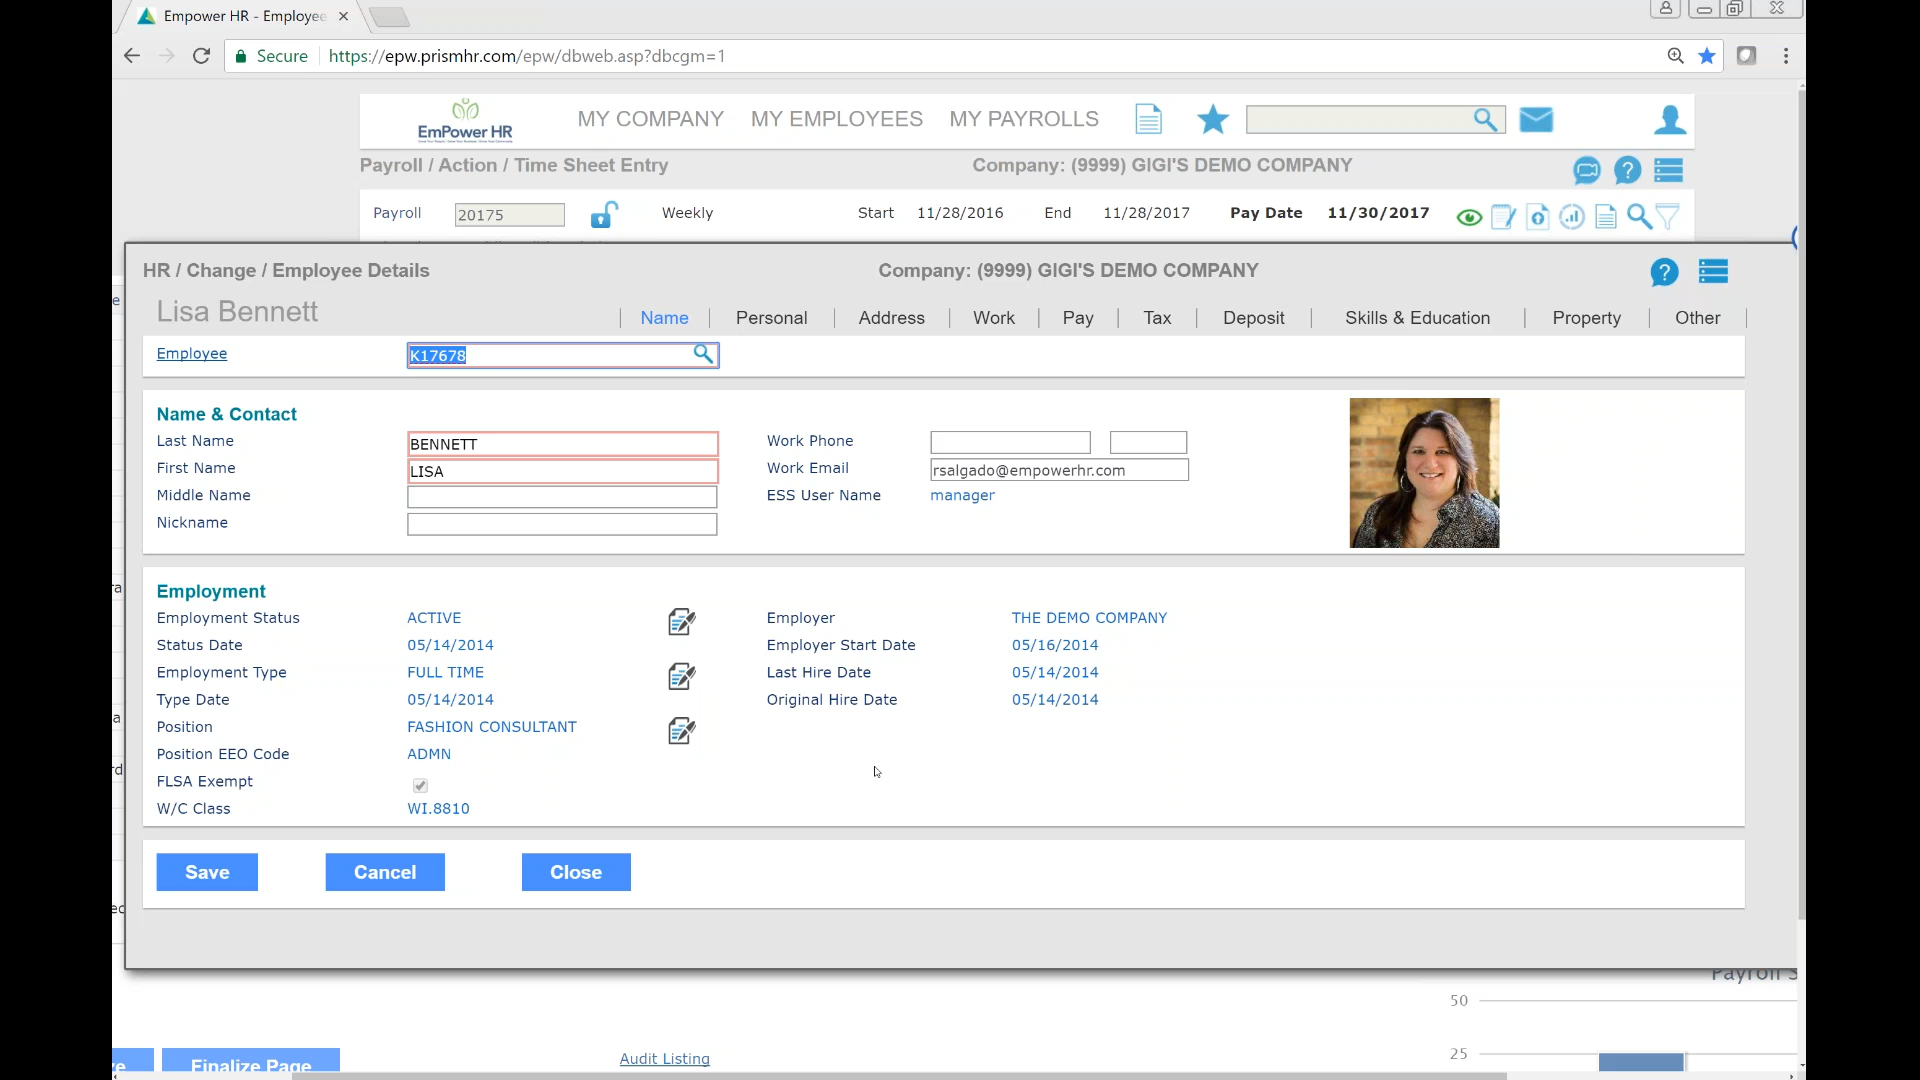 Empower HR - Employee
Secure https://epw.prismhr.com/epw/dbweb.asp?dbcgm=1
EmPower HR MY COMPANY MY EMPLOYEES MY PAYROLLS
Payroll / Action / Time Sheet Entry Company: (9999) GIGI'S DEMO COMPANY
Payroll 20175 Weekly Start 11/28/2016 End 11/28/2017 Pay Date 11/30/2017
HR / Change / Employee Details Company: (9999) GIGI'S DEMO COMPANY
Lisa Bennett
Name Personal Address Work Pay Tax Deposit Skills & Education Property Other
Employee K17678
Name & Contact
Last Name BENNETT Work Phone
First Name LISA Work Email rsalgado@empowerhr.com
Middle Name ESS User Name manager
Nickname
Employment
Employment Status ACTIVE Employer THE DEMO COMPANY
Status Date 05/14/2014 Employer Start Date 05/16/2014
Employment Type FULL TIME Last Hire Date 05/14/2014
Type Date 05/14/2014 Original Hire Date 05/14/2014
Position FASHION CONSULTANT
Position EEO Code ADMN
FLSA Exempt
W/C Class WI.8810
Save Cancel Close
Payroll S
50
25
Finalize Page Audit Listing